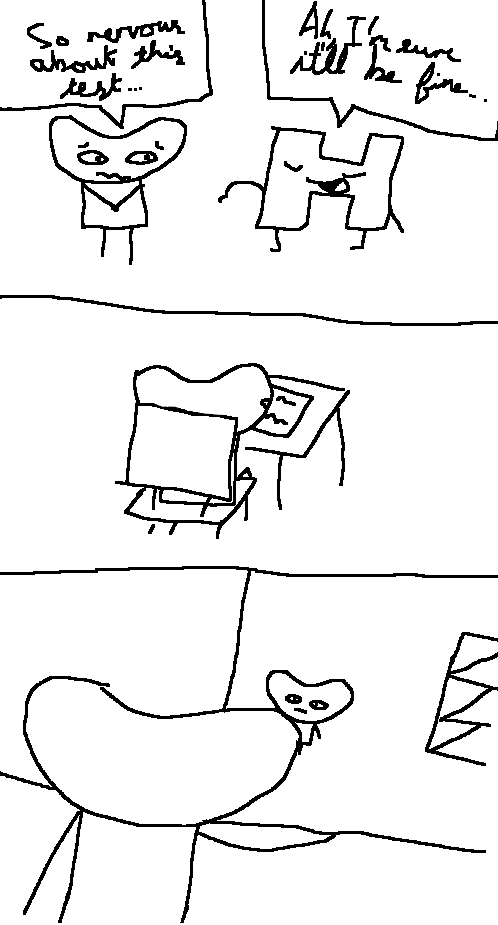 So nervous
about this
test...
Ah, I'm sure
it'll be fine...